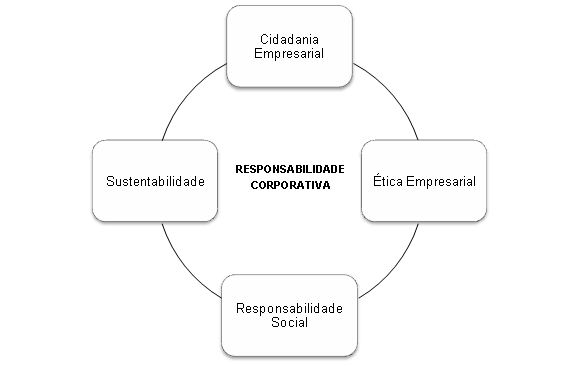 Cidadania
Empresarial
Sustentabilidade
RESPONSABILIDADE
CORPORATIVA
Ética Empresarial
Responsabilidade
Social